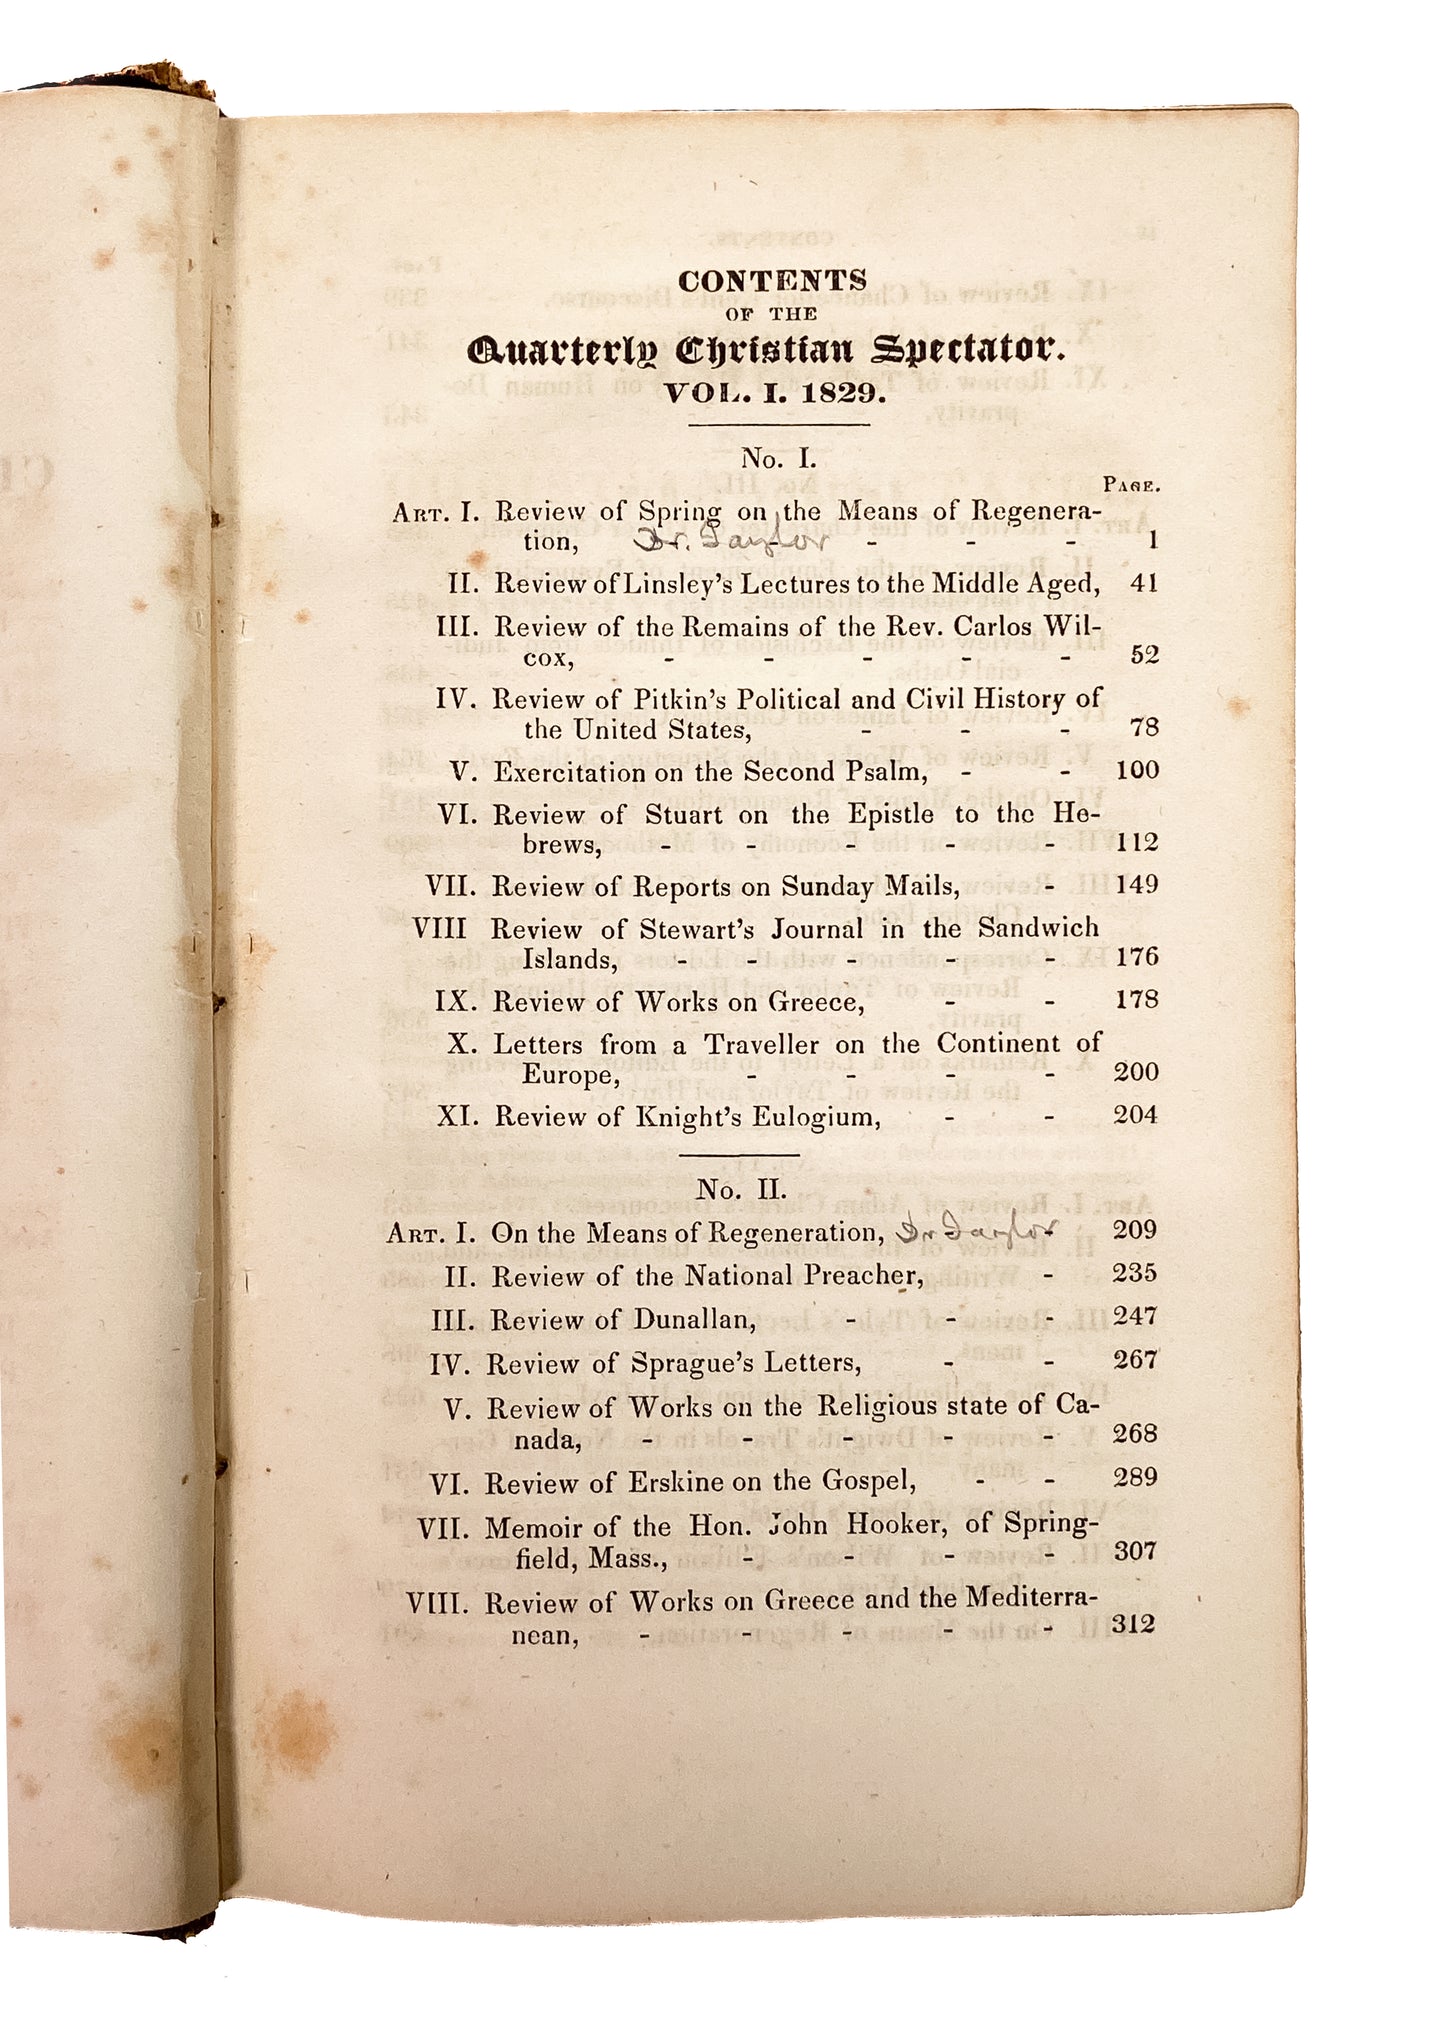 CONTENTS
OF THE
Quarterly Christian Spectator.
VOL. I. 1829.
No. I.
PAGE.
ART. I. Review of Spring on the Means of Regenera-
tion, Dr. Taylor - - - 1
II. Review of Linsley's Lectures to the Middle Aged, 41
III. Review of the Remains of the Rev. Carlos Wil-
cox, - - - - - 52
IV. Review of Pitkin's Political and Civil History of
the United States, - - - 78
V. Exercitation on the Second Psalm, - - 100
VI. Review of Stuart on the Epistle to the He-
brews, - - - - - 112
VII. Review of Reports on Sunday Mails, - 149
VIII Review of Stewart's Journal in the Sandwich
Islands, - - - - - 176
IX. Review of Works on Greece, - - 178
X. Letters from a Traveller on the Continent of
Europe, - - - - 200
XI. Review of Knight's Eulogium, - - 204
No. II.
ART. I. On the Means of Regeneration, Dr Taylor 209
II. Review of the National Preacher, - 235
III. Review of Dunallan, - - - 247
IV. Review of Sprague's Letters, - - 267
V. Review of Works on the Religious state of Ca-
nada, - - - - - 268
VI. Review of Erskine on the Gospel, - - 289
VII. Memoir of the Hon. John Hooker, of Spring-
field, Mass., - - - - 307
VIII. Review of Works on Greece and the Mediterra-
nean, - - - - - 312